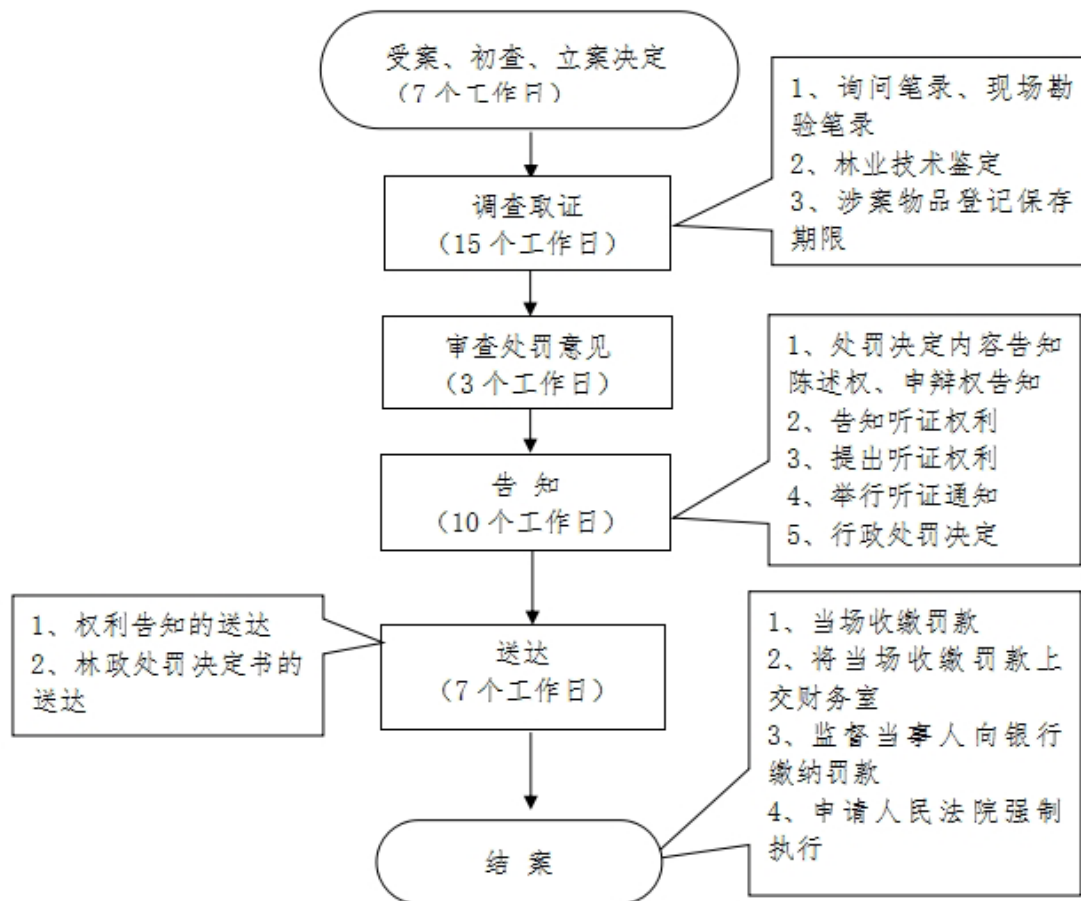 受案、初查、立案决定
（7 个工作日）
1、询问笔录、现场勘
验笔录
2、林业技术鉴定
3、涉案物品登记保存
期限
调查取证
（15 个工作日）
审查处罚意见
（3 个工作日）
1、处罚决定内容告知
陈述权、申辩权告知
2、告知听证权利
3、提出听证权利
4、举行听证通知
5、行政处罚决定
告 知
（10 个工作日）
1、权利告知的送达
2、林政处罚决定书的
送达
送达
（7 个工作日）
1、当场收缴罚款
2、将当场收缴罚款上
交财务室
3、监督当事人向银行
缴纳罚款
4、申请人民法院强制
执行
结 案